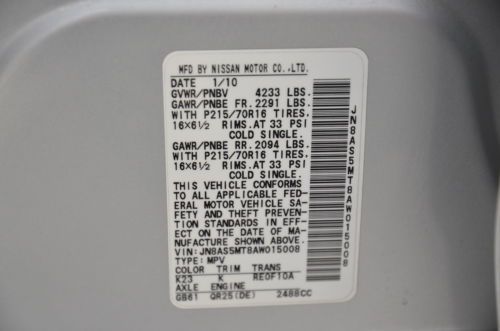 MFD BY NISSAN MOTOR CO.,LTD.
DATE 1/10
GVWR/PNBV 4233 LBS.
GAWR/PNBE FR.2291 LBS.
WITH P215/70R16 TIRES,
16×6½ RIMS.AT 33 PSI
COLD SINGLE.
GAWR/PNBE RR.2094 LBS.
WITH P215/70R16 TIRES,
16×6½ RIMS.AT 33 PSI
COLD SINGLE.
THIS VEHICLE CONFORMS
TO ALL APPLICABLE FED-
ERAL MOTOR VEHICLE SA-
FETY AND THEFT PREVEN-
TION STANDARDS IN EFF-
ECT ON THE DATE OF MA-
NUFACTURE SHOWN ABOVE.
VIN:JN8AS5MT8AW015008
TYPE:MPV
COLOR TRIM TRANS
K23 K RE0F10A
AXLE ENGINE
GB61 QR25(DE) 2488CC
JN8AS5MT8AW015008